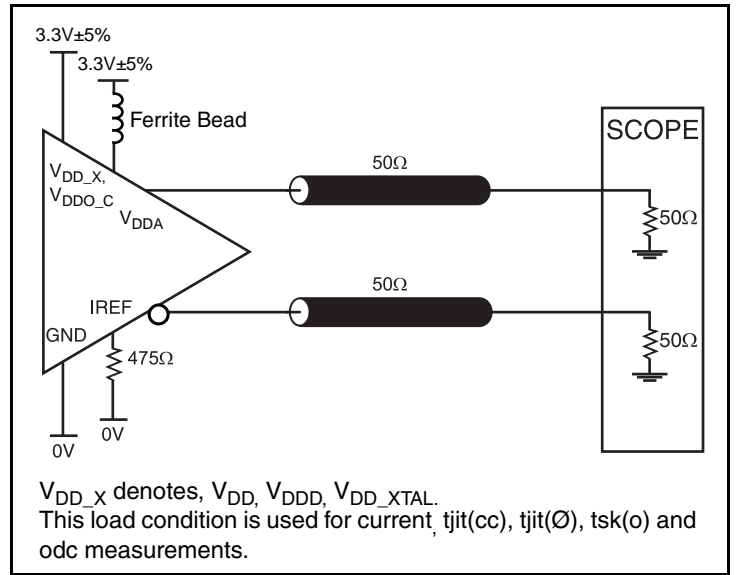 3.3V±5%
3.3V±5%
Ferrite Bead
SCOPE
V_DD_X,
V_DDO_C
V_DDA
50Ω
50Ω
50Ω
IREF
GND
50Ω
475Ω
0V
0V
V_DD_X denotes, V_DD, V_DDD, V_DD_XTAL.
This load condition is used for current, tjit(cc), tjit(Ø), tsk(o) and
odc measurements.